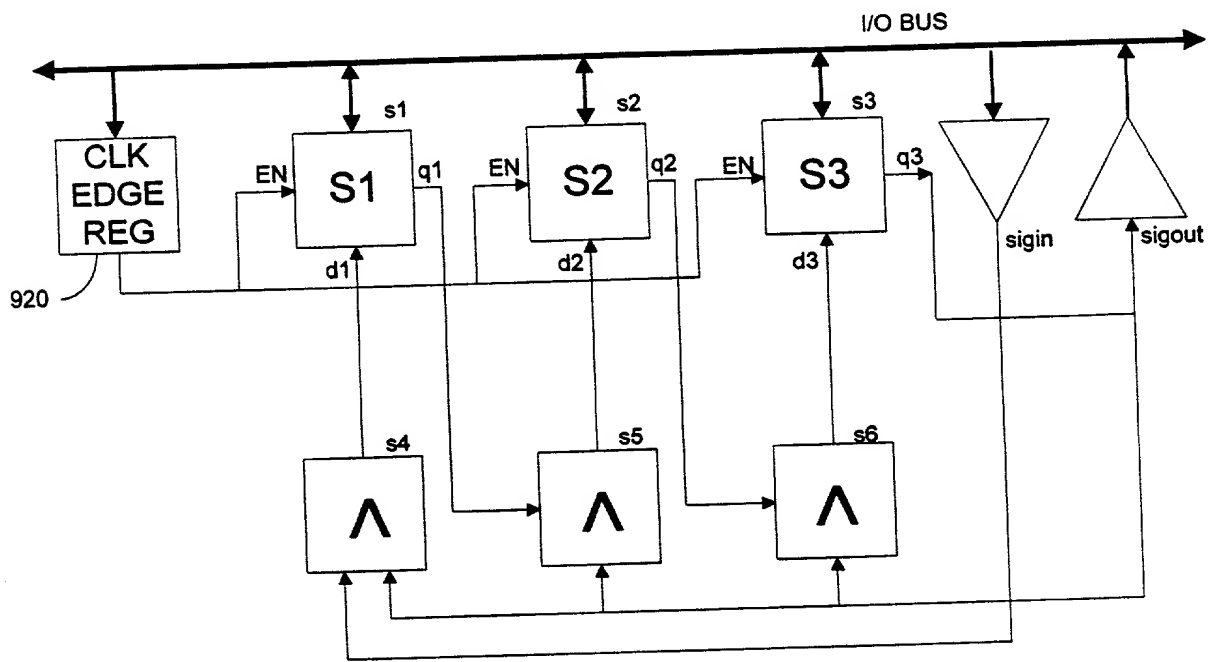 I/O BUS
s1
s2
s3
CLK
EDGE
REG
EN
S1
q1
EN
S2
q2
EN
S3
q3
sigin
sigout
d1
d2
d3
920
s4
s5
s6
Λ
Λ
Λ